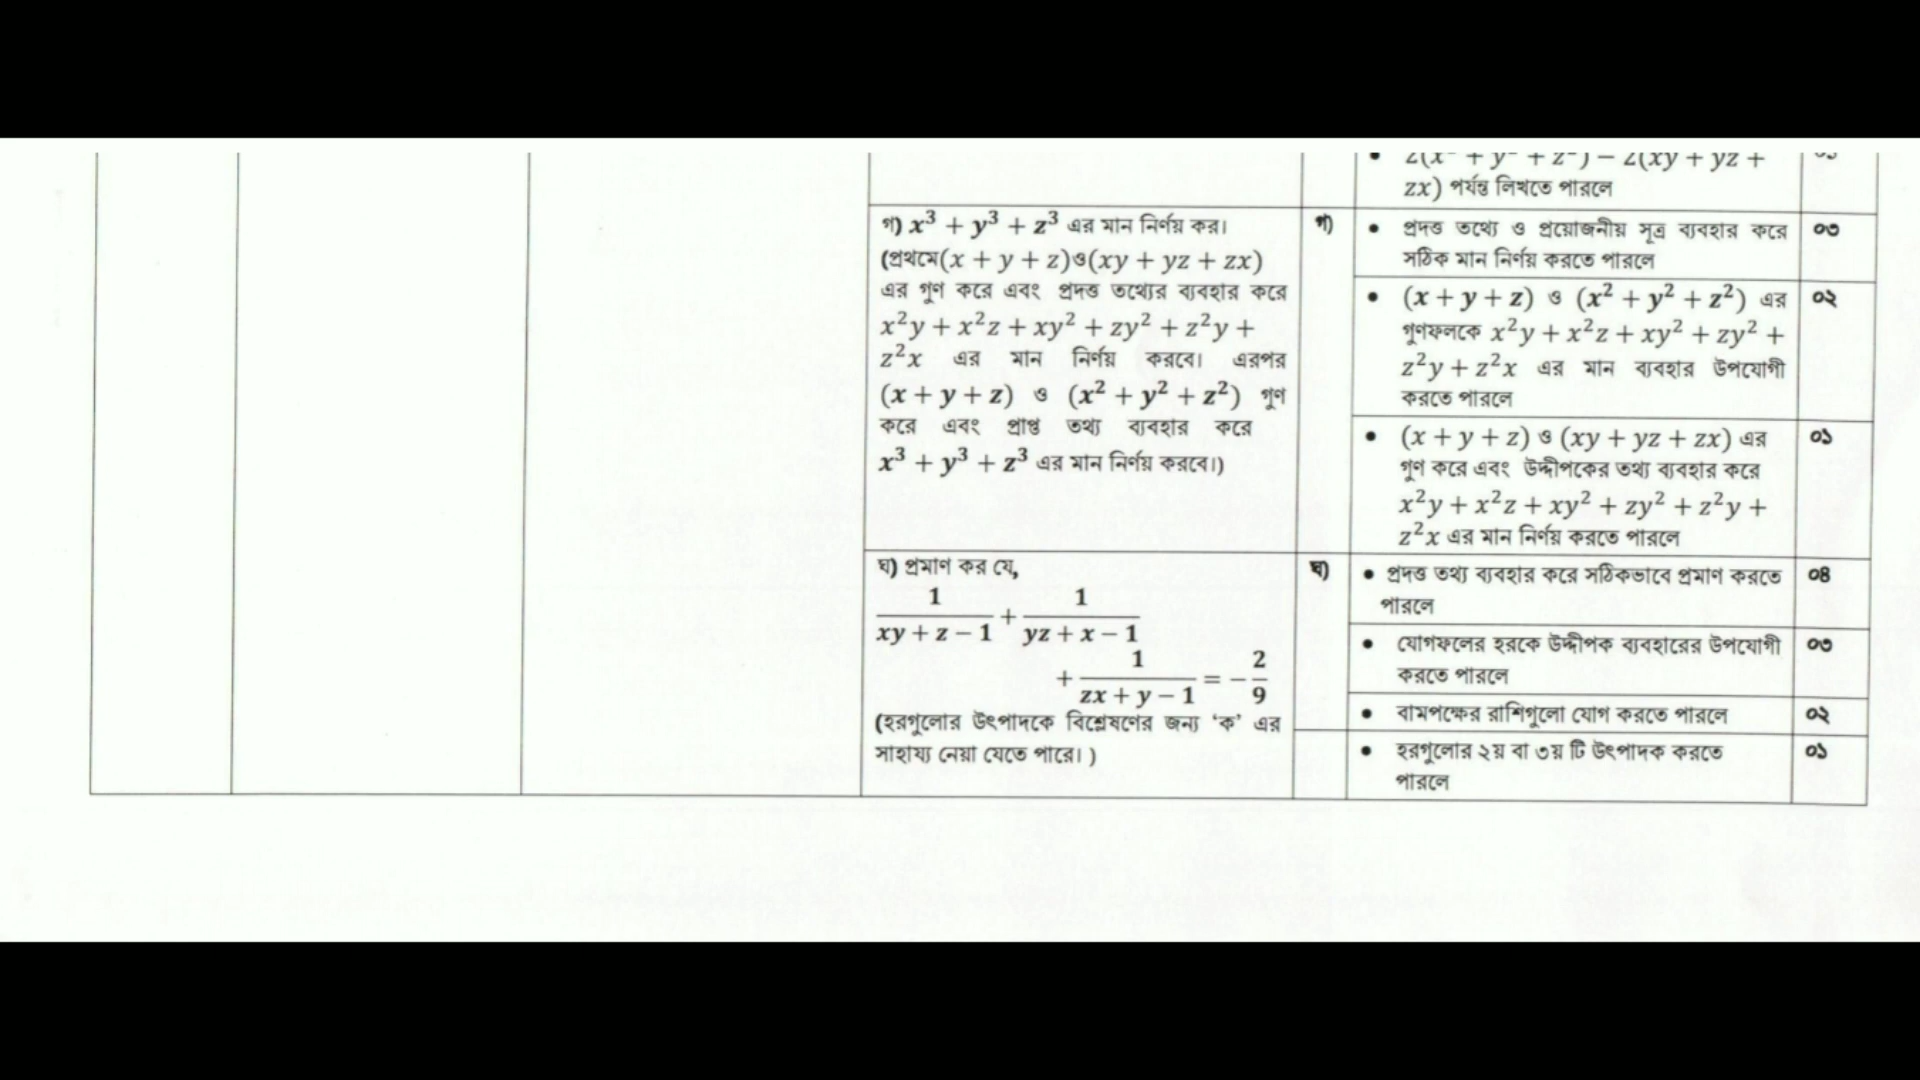 zx) পর্যন্ত লিখতে পারলে
গ) x³ + y³ + z³ এর মান নির্ণয় কর।
(প্রথমে(x + y + z)ও(xy + yz + zx)
এর গুণ করে এবং প্রদত্ত তথ্যের ব্যবহার করে
x²y + x²z + xy² + zy² + z²y +
z²x এর মান নির্ণয় করবে। এরপর
(x + y + z) ও (x² + y² + z²) গুণ
করে এবং প্রাপ্ত তথ্য ব্যবহার করে
x³ + y³ + z³ এর মান নির্ণয় করবে।)
গ)
• প্রদত্ত তথ্যে ও প্রয়োজনীয় সূত্র ব্যবহার করে ০৩
সঠিক মান নির্ণয় করতে পারলে
• (x + y + z) ও (x² + y² + z²) এর ০২
গুণফলকে x²y + x²z + xy² + zy² +
z²y + z²x এর মান ব্যবহার উপযোগী
করতে পারলে
• (x + y + z) ও (xy + yz + zx) এর ০১
গুণ করে এবং উদ্দীপকের তথ্য ব্যবহার করে
x²y + x²z + xy² + zy² + z²y +
z²x এর মান নির্ণয় করতে পারলে
ঘ) প্রমাণ কর যে,
1/(xy + z − 1) + 1/(yz + x − 1)
+ 1/(zx + y − 1) = − 2/9
(হরগুলোর উৎপাদকে বিশ্লেষণের জন্য ‘ক’ এর
সাহায্য নেয়া যেতে পারে। )
ঘ)
• প্রদত্ত তথ্য ব্যবহার করে সঠিকভাবে প্রমাণ করতে ০৪
পারলে
• যোগফলের হরকে উদ্দীপক ব্যবহারের উপযোগী ০৩
করতে পারলে
• বামপক্ষের রাশিগুলো যোগ করতে পারলে ০২
• হরগুলোর ২য় বা ৩য় টি উৎপাদক করতে ০১
পারলে